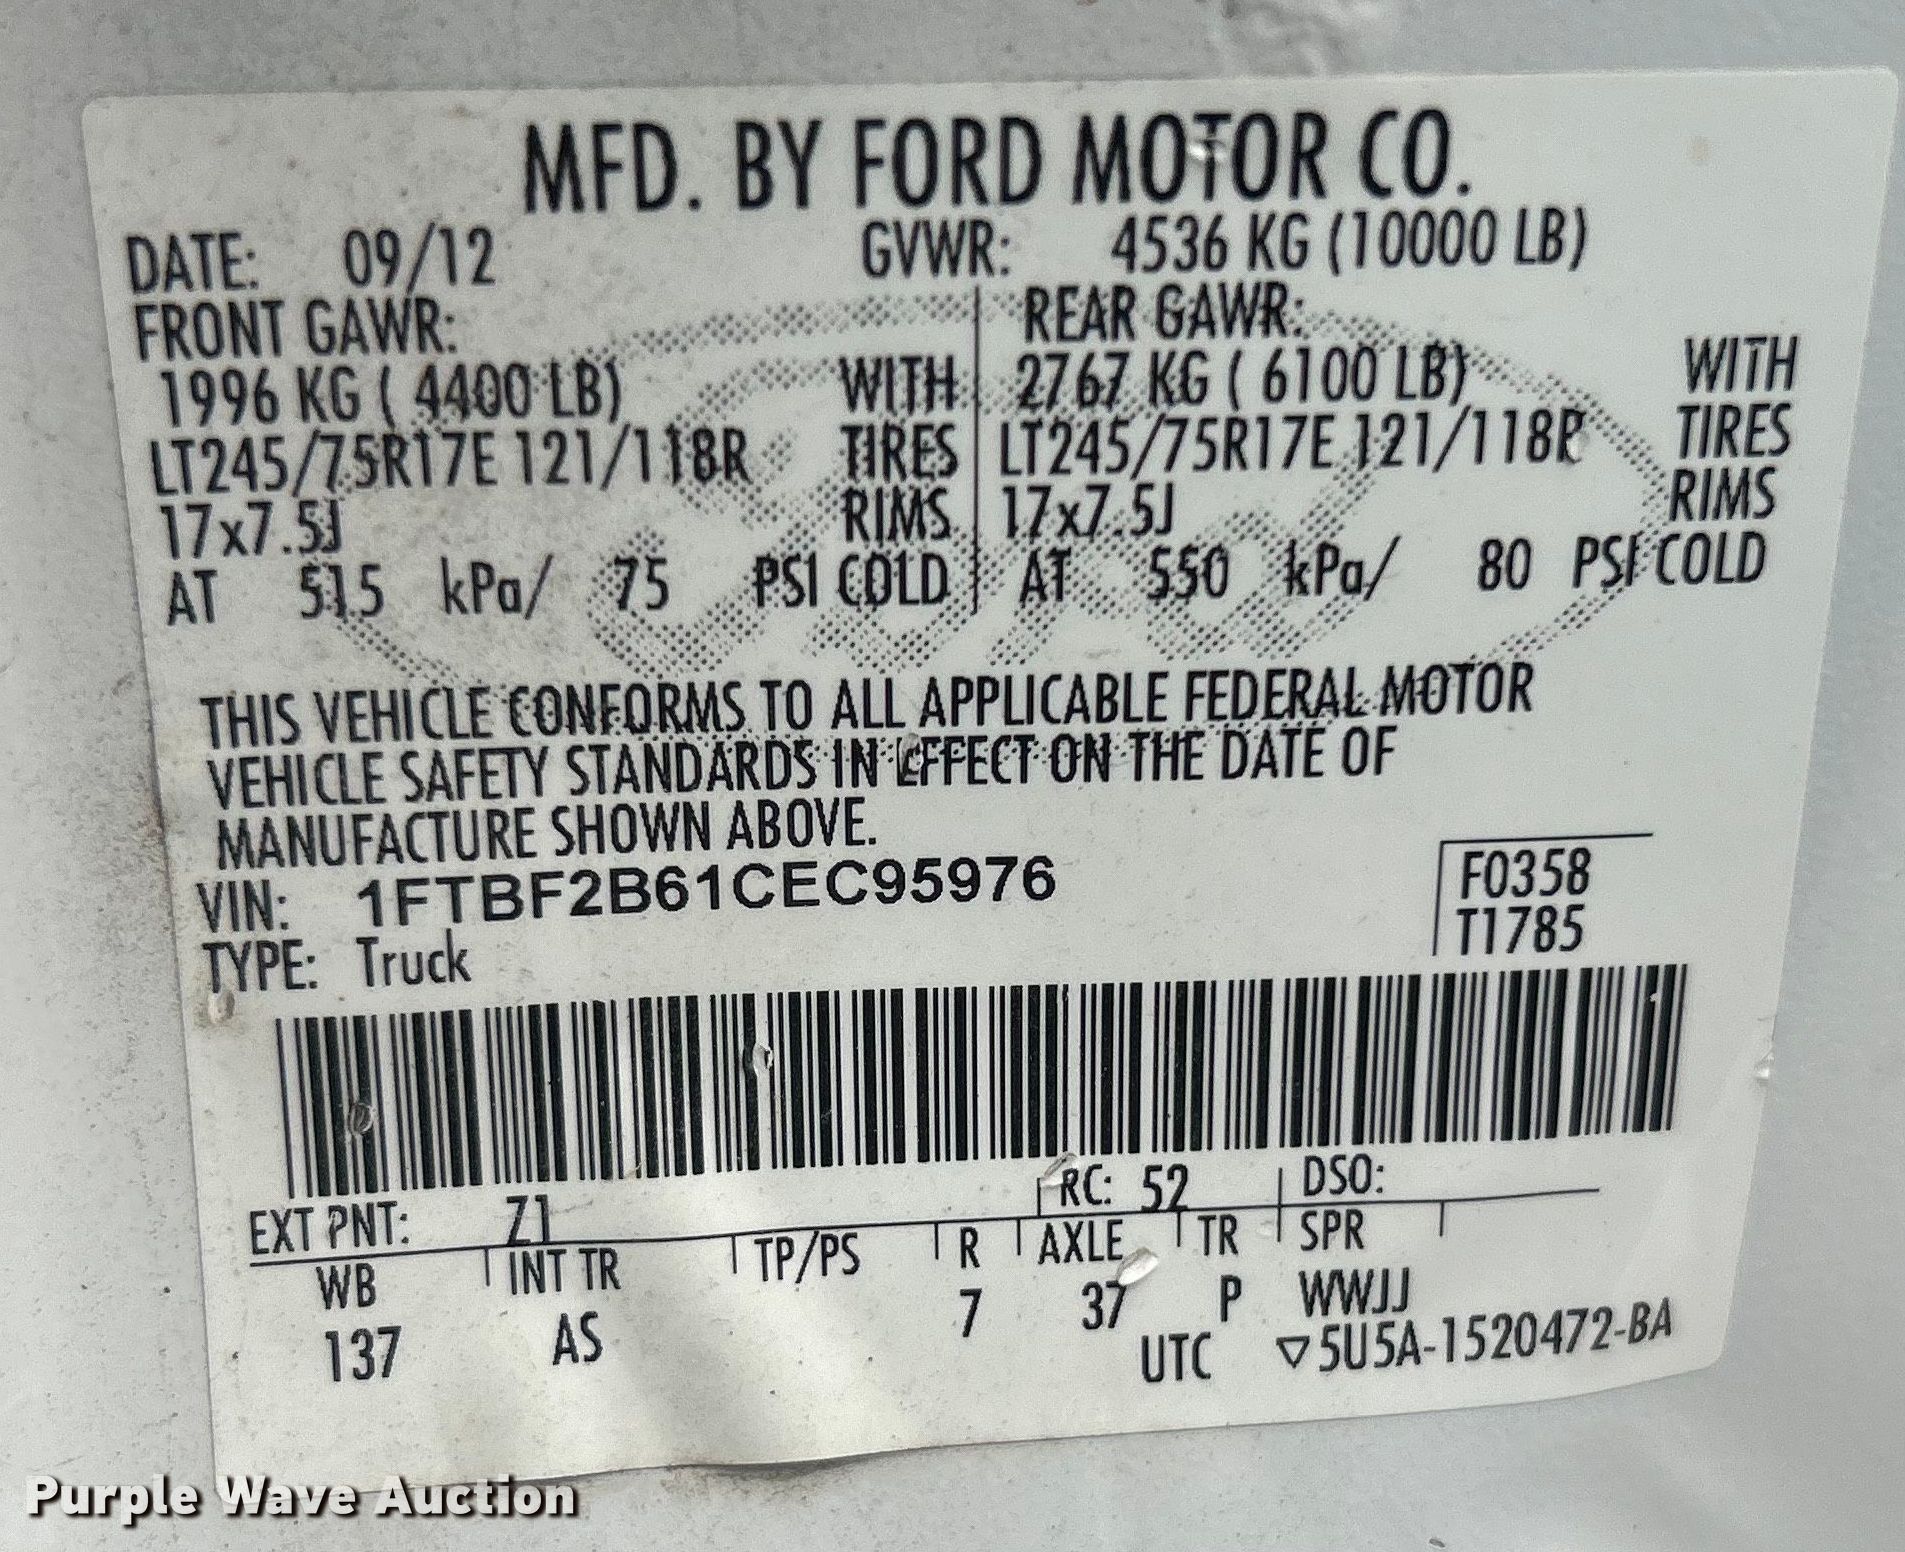 MFD. BY FORD MOTOR CO.
DATE: 09/12 GVWR: 4536 KG (10000 LB)
FRONT GAWR: REAR GAWR:
1996 KG ( 4400 LB) WITH 2767 KG ( 6100 LB) WITH
LT245/75R17E 121/118R TIRES LT245/75R17E 121/118R TIRES
17x7.5J RIMS 17x7.5J RIMS
AT 515 kPa/ 75 PSI COLD AT 550 kPa/ 80 PSI COLD
THIS VEHICLE CONFORMS TO ALL APPLICABLE FEDERAL MOTOR
VEHICLE SAFETY STANDARDS IN EFFECT ON THE DATE OF
MANUFACTURE SHOWN ABOVE.
VIN: 1FTBF2B61CEC95976 F0358
TYPE: Truck T1785
EXT PNT: Z1 RC: 52 DSO:
WB INT TR TP/PS R AXLE TR SPR
137 AS 7 37 P WWJJ
UTC ▽5U5A-1520472-BA
Purple Wave Auction